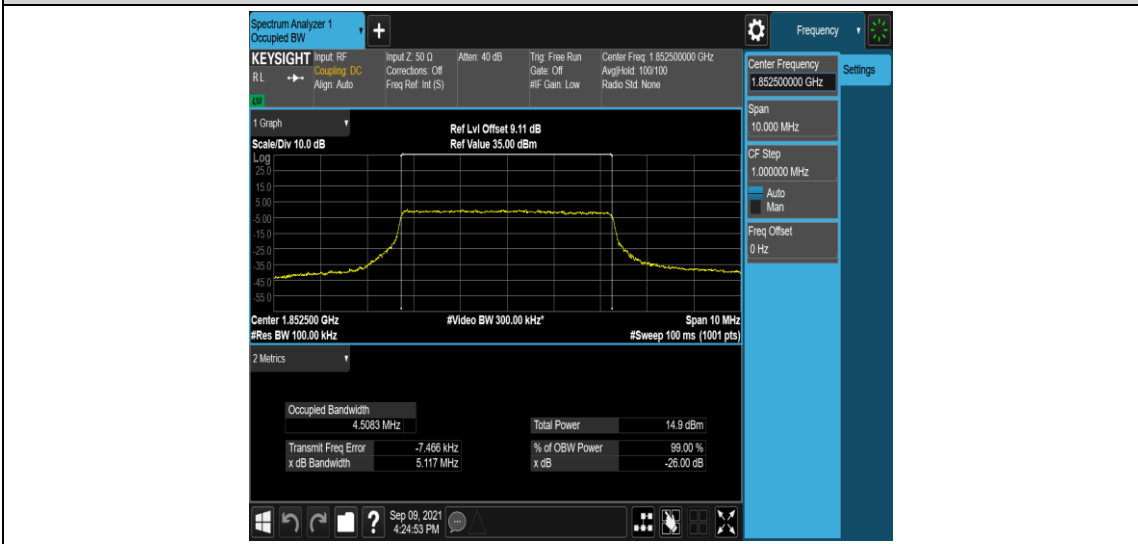 Spectrum Analyzer 1
Occupied BW
+
Frequency
KEYSIGHT
RL
LXI
Input: RF
Coupling: DC
Align: Auto
Input Z: 50 Ω
Corrections: Off
Freq Ref: Int (S)
Atten: 40 dB
Trig: Free Run
Gate: Off
#IF Gain: Low
Center Freq: 1.852500000 GHz
Avg|Hold: 100/100
Radio Std: None
Center Frequency
1.852500000 GHz
Settings
Span
10.000 MHz
CF Step
1.000000 MHz
Auto
Man
Freq Offset
0 Hz
1 Graph
Scale/Div 10.0 dB
Ref Lvl Offset 9.11 dB
Ref Value 35.00 dBm
Log
25.0
15.0
5.00
-5.00
-15.0
-25.0
-35.0
-45.0
-55.0
Center 1.852500 GHz
#Video BW 300.00 kHz*
Span 10 MHz
#Res BW 100.00 kHz
#Sweep 100 ms (1001 pts)
2 Metrics
Occupied Bandwidth
4.5083 MHz
Total Power 14.9 dBm
Transmit Freq Error -7.466 kHz
% of OBW Power 99.00 %
x dB Bandwidth 5.117 MHz
x dB -26.00 dB
?
Sep 09, 2021
4:24:53 PM